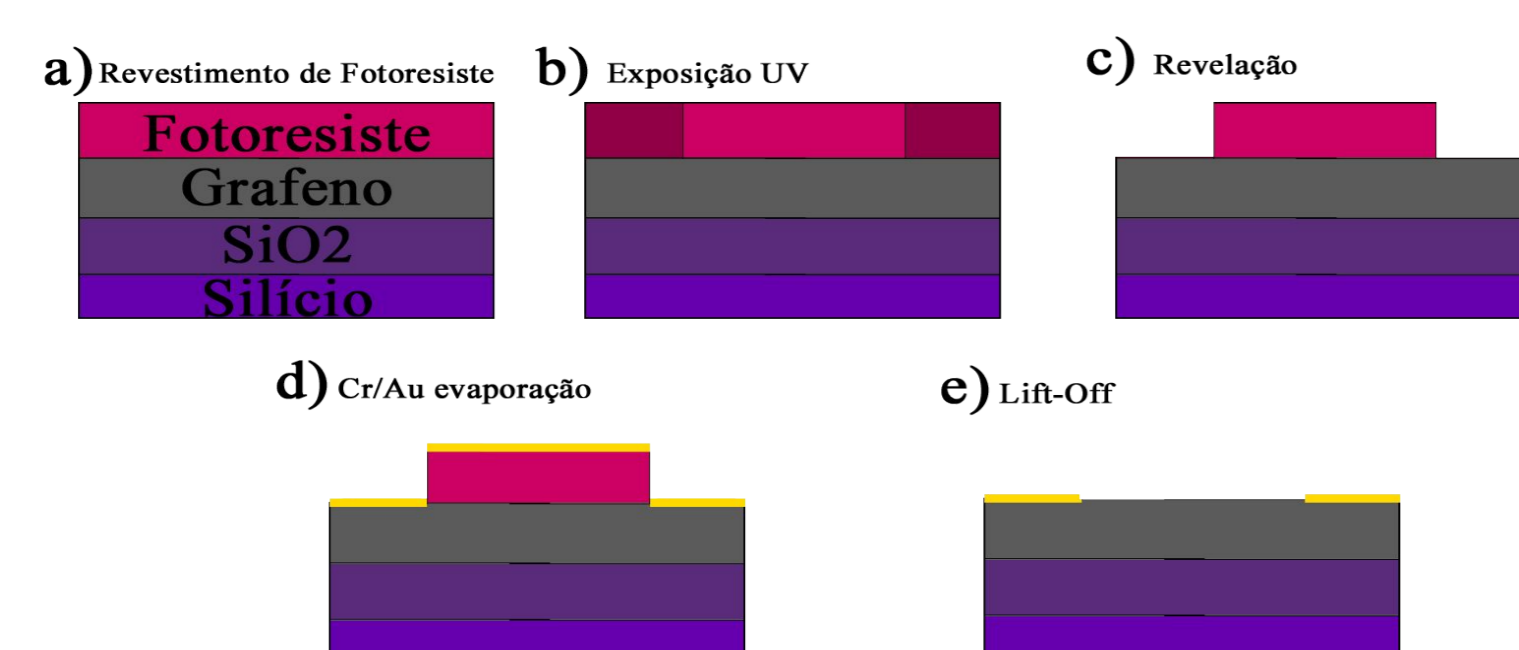 a) Revestimento de Fotoresiste
b) Exposição UV
c) Revelação
Fotoresiste
Grafeno
SiO2
Silício
d) Cr/Au evaporação
e) Lift-Off